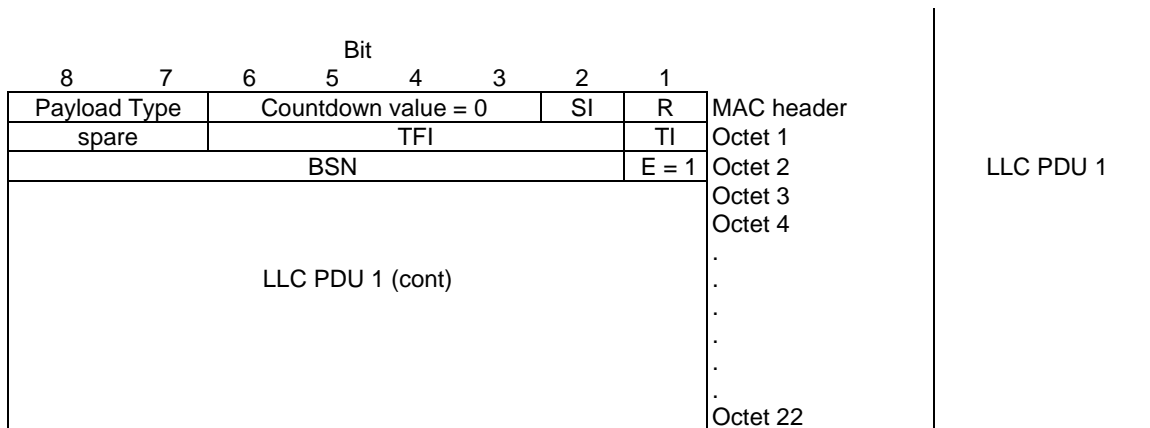 Bit
8 7 6 5 4 3 2 1
Payload Type Countdown value = 0 SI R MAC header
spare TFI TI Octet 1
BSN E = 1 Octet 2 LLC PDU 1
Octet 3
Octet 4
.
LLC PDU 1 (cont) .
.
.
.
.
Octet 22